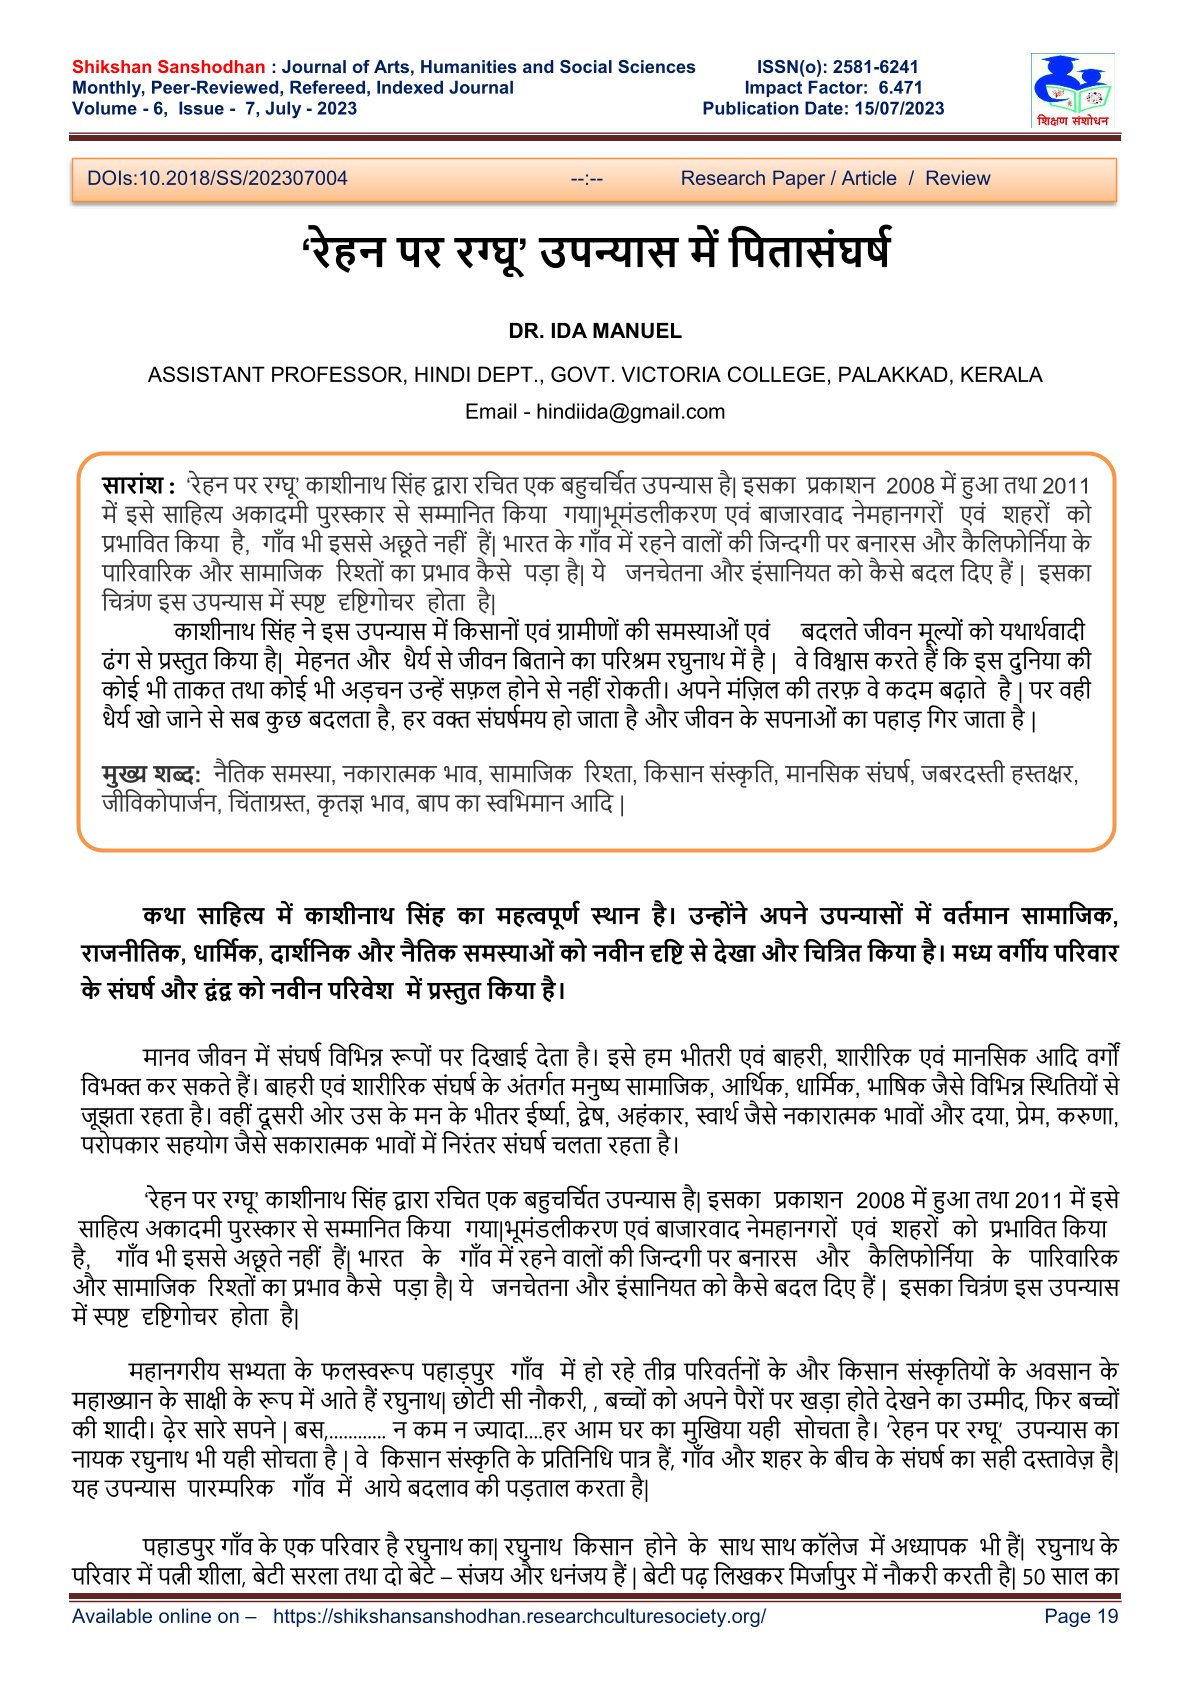 Shikshan Sanshodhan : Journal of Arts, Humanities and Social Sciences ISSN(o): 2581-6241
Monthly, Peer-Reviewed, Refereed, Indexed Journal Impact Factor: 6.471
Volume - 6, Issue - 7, July - 2023 Publication Date: 15/07/2023
शिक्षण संशोधन
DOIs:10.2018/SS/202307004 --:-- Research Paper / Article / Review
‘रेहन पर रग्घू’ उपन्यास में पितासंघर्ष
DR. IDA MANUEL
ASSISTANT PROFESSOR, HINDI DEPT., GOVT. VICTORIA COLLEGE, PALAKKAD, KERALA
Email - hindiida@gmail.com
सारांश : ‘रेहन पर रग्घू’ काशीनाथ सिंह द्वारा रचित एक बहुचर्चित उपन्यास है| इसका प्रकाशन 2008 में हुआ तथा 2011
में इसे साहित्य अकादमी पुरस्कार से सम्मानित किया गया|भूमंडलीकरण एवं बाजारवाद नेमहानगरों एवं शहरों को
प्रभावित किया है, गाँव भी इससे अछूते नहीं हैं| भारत के गाँव में रहने वालों की जिन्दगी पर बनारस और कैलिफोर्निया के
पारिवारिक और सामाजिक रिश्तों का प्रभाव कैसे पड़ा है| ये जनचेतना और इंसानियत को कैसे बदल दिए हैं | इसका
चित्रंण इस उपन्यास में स्पष्ट दृष्टिगोचर होता है|
काशीनाथ सिंह ने इस उपन्यास में किसानों एवं ग्रामीणों की समस्याओं एवं बदलते जीवन मूल्यों को यथार्थवादी
ढंग से प्रस्तुत किया है| मेहनत और धैर्य से जीवन बिताने का परिश्रम रघुनाथ में है | वे विश्वास करते हैं कि इस दुनिया की
कोई भी ताकत तथा कोई भी अड़चन उन्हें सफ़ल होने से नहीं रोकती। अपने मंज़िल की तरफ़ वे कदम बढ़ाते है | पर वही
धैर्य खो जाने से सब कुछ बदलता है, हर वक्त संघर्षमय हो जाता है और जीवन के सपनाओं का पहाड़ गिर जाता है |
मुख्य शब्द: नैतिक समस्या, नकारात्मक भाव, सामाजिक रिश्ता, किसान संस्कृति, मानसिक संघर्ष, जबरदस्ती हस्तक्षर,
जीविकोपार्जन, चिंताग्रस्त, कृतज्ञ भाव, बाप का स्वभिमान आदि |
कथा साहित्य में काशीनाथ सिंह का महत्वपूर्ण स्थान है। उन्होंने अपने उपन्यासों में वर्तमान सामाजिक,
राजनीतिक, धार्मिक, दार्शनिक और नैतिक समस्याओं को नवीन दृष्टि से देखा और चित्रित किया है। मध्य वर्गीय परिवार
के संघर्ष और द्वंद्व को नवीन परिवेश में प्रस्तुत किया है।
मानव जीवन में संघर्ष विभिन्न रूपों पर दिखाई देता है। इसे हम भीतरी एवं बाहरी, शारीरिक एवं मानसिक आदि वर्गों
विभक्त कर सकते हैं। बाहरी एवं शारीरिक संघर्ष के अंतर्गत मनुष्य सामाजिक, आर्थिक, धार्मिक, भाषिक जैसे विभिन्न स्थितियों से
जूझता रहता है। वहीं दूसरी ओर उस के मन के भीतर ईर्ष्या, द्वेष, अहंकार, स्वार्थ जैसे नकारात्मक भावों और दया, प्रेम, करुणा,
परोपकार सहयोग जैसे सकारात्मक भावों में निरंतर संघर्ष चलता रहता है।
‘रेहन पर रग्घू’ काशीनाथ सिंह द्वारा रचित एक बहुचर्चित उपन्यास है| इसका प्रकाशन 2008 में हुआ तथा 2011 में इसे
साहित्य अकादमी पुरस्कार से सम्मानित किया गया|भूमंडलीकरण एवं बाजारवाद नेमहानगरों एवं शहरों को प्रभावित किया
है, गाँव भी इससे अछूते नहीं हैं| भारत के गाँव में रहने वालों की जिन्दगी पर बनारस और कैलिफोर्निया के पारिवारिक
और सामाजिक रिश्तों का प्रभाव कैसे पड़ा है| ये जनचेतना और इंसानियत को कैसे बदल दिए हैं | इसका चित्रंण इस उपन्यास
में स्पष्ट दृष्टिगोचर होता है|
महानगरीय सभ्यता के फलस्वरूप पहाड़पुर गाँव में हो रहे तीव्र परिवर्तनों के और किसान संस्कृतियों के अवसान के
महाख्यान के साक्षी के रूप में आते हैं रघुनाथ| छोटी सी नौकरी, , बच्चों को अपने पैरों पर खड़ा होते देखने का उम्मीद, फिर बच्चों
की शादी। ढ़ेर सारे सपने | बस,............ न कम न ज्यादा....हर आम घर का मुखिया यही सोचता है। ‘रेहन पर रग्घू’ उपन्यास का
नायक रघुनाथ भी यही सोचता है | वे किसान संस्कृति के प्रतिनिधि पात्र हैं, गाँव और शहर के बीच के संघर्ष का सही दस्तावेज़ है|
यह उपन्यास पारम्परिक गाँव में आये बदलाव की पड़ताल करता है|
पहाडपुर गाँव के एक परिवार है रघुनाथ का| रघुनाथ किसान होने के साथ साथ कॉलेज में अध्यापक भी हैं| रघुनाथ के
परिवार में पत्नी शीला, बेटी सरला तथा दो बेटे – संजय और धनंजय हैं | बेटी पढ़ लिखकर मिर्जापुर में नौकरी करती है| 50 साल का
Available online on – https://shikshansanshodhan.researchculturesociety.org/ Page 19